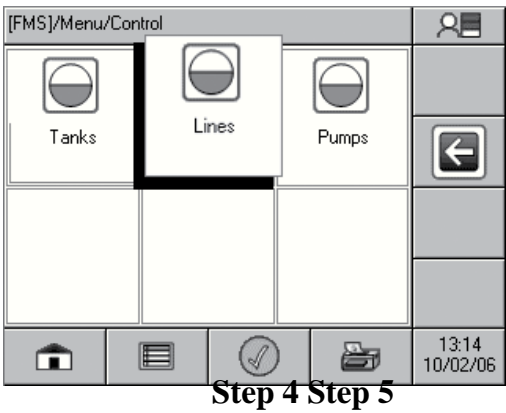 [FMS]/Menu/Control
Tanks
Lines
Pumps
13:14
10/02/06
Step 4 Step 5